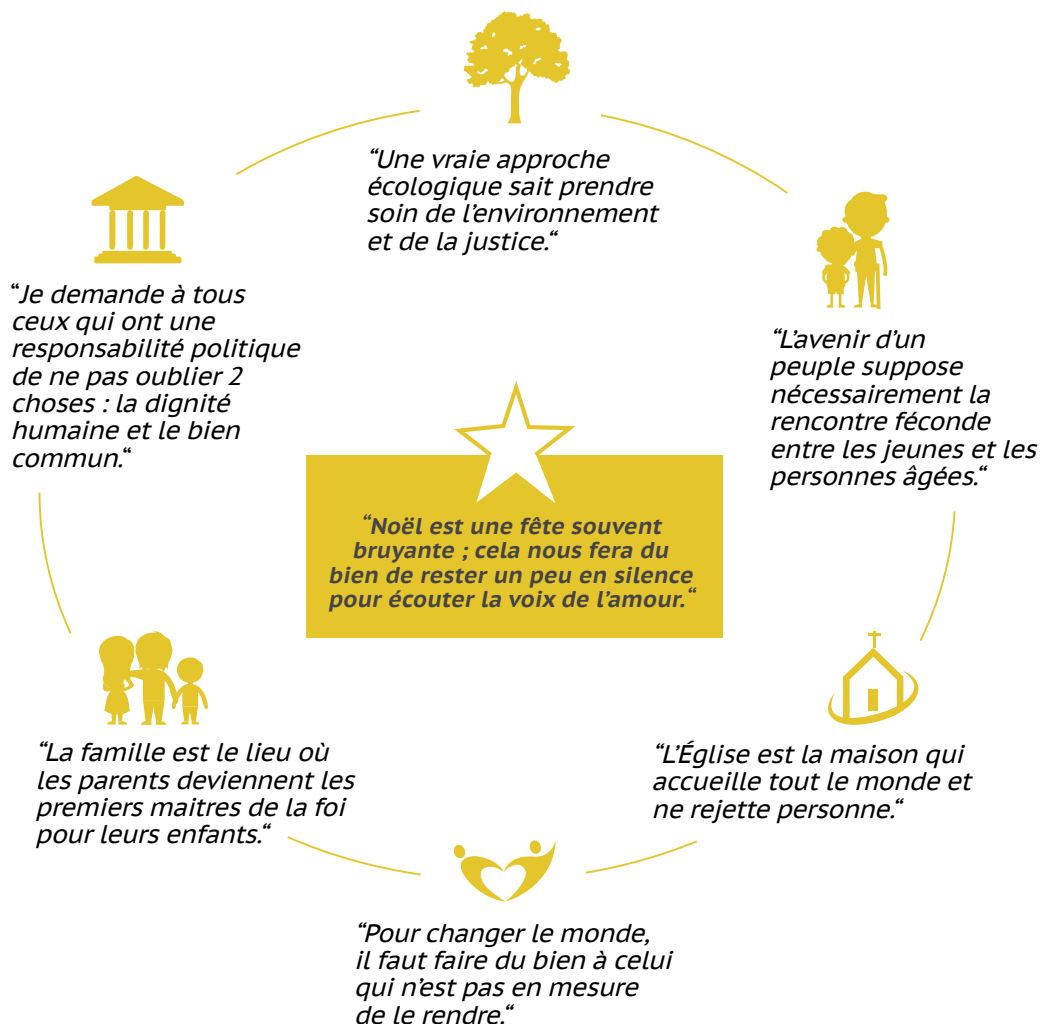 “Une vraie approche
écologique sait prendre
soin de l’environnement
et de la justice.“
“Je demande à tous
ceux qui ont une
responsabilité politique
de ne pas oublier 2
choses : la dignité
humaine et le bien
commun.“
“L’avenir d’un
peuple suppose
nécessairement la
rencontre féconde
entre les jeunes et les
personnes âgées.“
“Noël est une fête souvent
bruyante ; cela nous fera du
bien de rester un peu en silence
pour écouter la voix de l’amour.“
“La famille est le lieu où
les parents deviennent les
premiers maitres de la foi
pour leurs enfants.“
“L’Église est la maison qui
accueille tout le monde et
ne rejette personne.“
“Pour changer le monde,
il faut faire du bien à celui
qui n’est pas en mesure
de le rendre.“